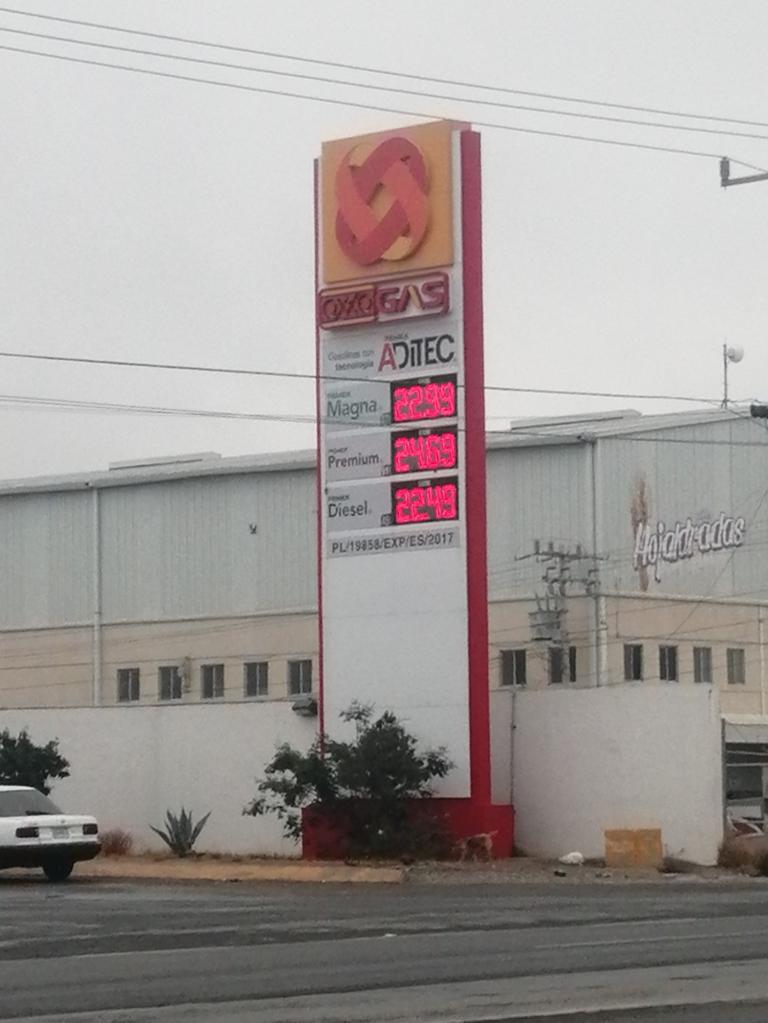 OXXO GAS
Gasolinas con
tecnología
ADiTEC
Magna
22.99
Premium
24.69
Diesel
22.49
PL/19858/EXP/ES/2017
Hojaldradas